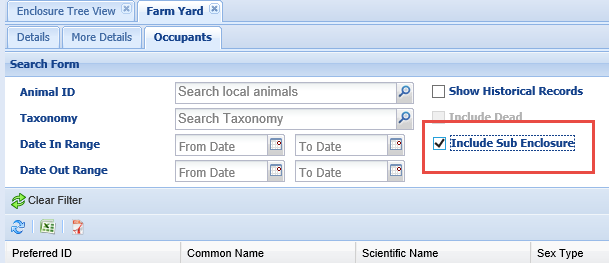 Enclosure Tree View Farm Yard
Details More Details Occupants
Search Form
Animal ID Search local animals Show Historical Records
Taxonomy Search Taxonomy Include Dead
Date In Range From Date To Date Include Sub Enclosure
Date Out Range From Date To Date
Clear Filter
Preferred ID Common Name Scientific Name Sex Type